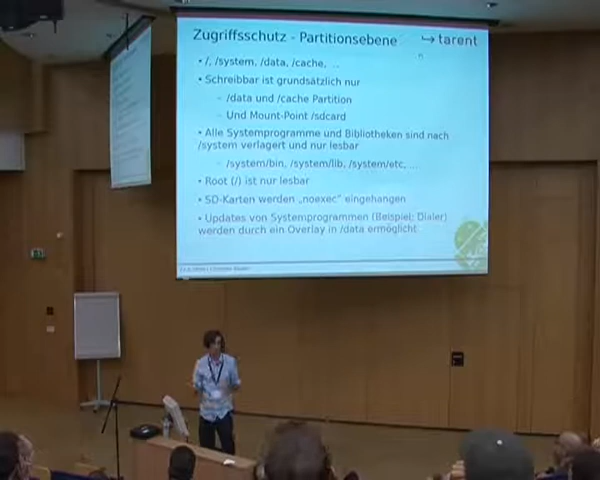 Zugriffsschutz - Partitionsebene
tarent
• /, /system, /data, /cache, ...
• Schreibbar ist grundsätzlich nur
– /data und /cache Partition
– Und Mount-Point /sdcard
• Alle Systemprogramme und Bibliotheken sind nach
/system verlagert und nur lesbar
– /system/bin, /system/lib, /system/etc, ...
• Root (/) ist nur lesbar
• SD-Karten werden „noexec“ eingehangen
• Updates von Systemprogrammen (Beispiel: Dialer)
werden durch ein Overlay in /data ermöglicht